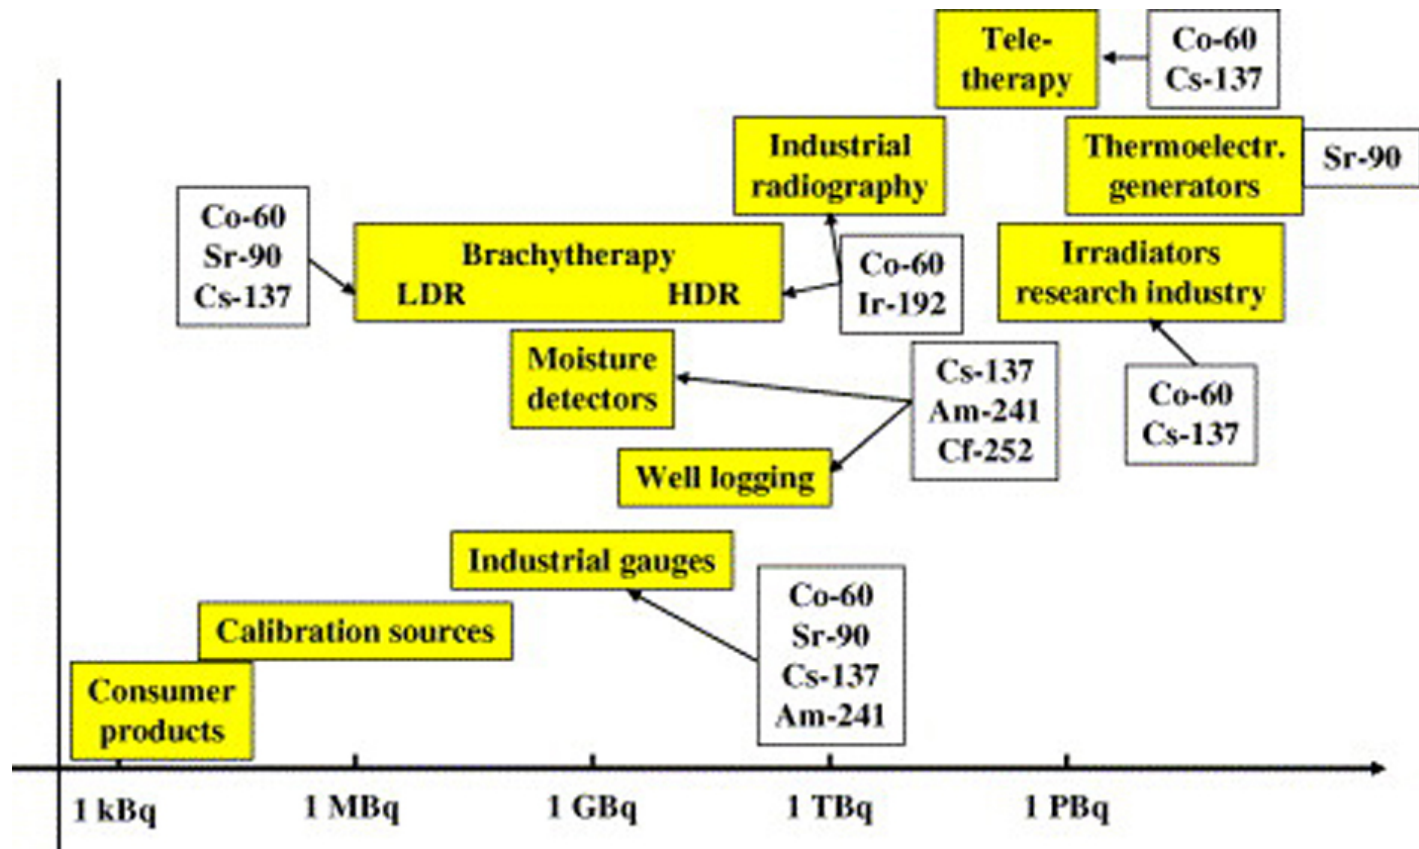 Tele-
therapy
Co-60
Cs-137
Industrial
radiography
Thermoelectr.
generators
Sr-90
Co-60
Sr-90
Cs-137
Brachytherapy
LDR HDR
Co-60
Ir-192
Irradiators
research industry
Moisture
detectors
Cs-137
Am-241
Cf-252
Co-60
Cs-137
Well logging
Industrial gauges
Co-60
Sr-90
Cs-137
Am-241
Calibration sources
Consumer
products
1 kBq 1 MBq 1 GBq 1 TBq 1 PBq